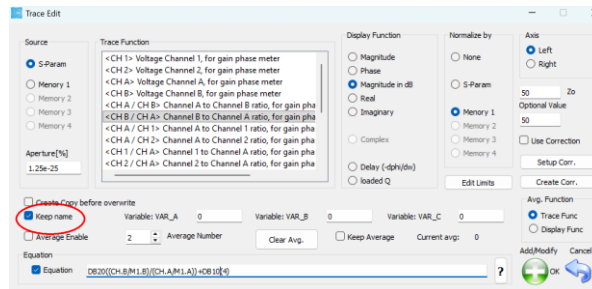 Trace Edit
Source
S-Param
Memory 1
Memory 2
Memory 3
Memory 4
Aperture[%]
1.25e-25
Trace Function
<CH 1> Voltage Channel 1, for gain phase meter
<CH 2> Voltage Channel 2, for gain phase meter
<CH A> Voltage Channel A, for gain phase meter
<CH B> Voltage Channel B, for gain phase meter
<CH A / CH B> Channel A to Channel B ratio, for gain pha
<CH B / CH A> Channel B to Channel A ratio, for gain pha
<CH A / CH 1> Channel A to Channel 1 ratio, for gain pha
<CH A / CH 2> Channel A to Channel 2 ratio, for gain pha
<CH 1 / CH A> Channel 1 to Channel A ratio, for gain pha
<CH 2 / CH A> Channel 2 to Channel A ratio, for gain pha
Display Function
Magnitude
Phase
Magnitude in dB
Real
Imaginary
Complex
Delay (-dphi/dw)
loaded Q
Normalize by
None
S-Param
Memory 1
Memory 2
Memory 3
Memory 4
Edit Limits
Axis
Left
Right
50 Zo
Optional Value
50
Use Correction
Setup Corr.
Create Corr.
Create Copy before overwrite
Keep name Variable: VAR_A 0 Variable: VAR_B 0 Variable: VAR_C 0
Average Enable 2 Average Number Clear Avg. Keep Average Current avg: 0
Avg. Function
Trace Func
Display Func
Equation
Equation DB20((CH.B/M1.B)/(CH.A/M1.A))+DB10(4) ?
Add/Modify Cancel
OK